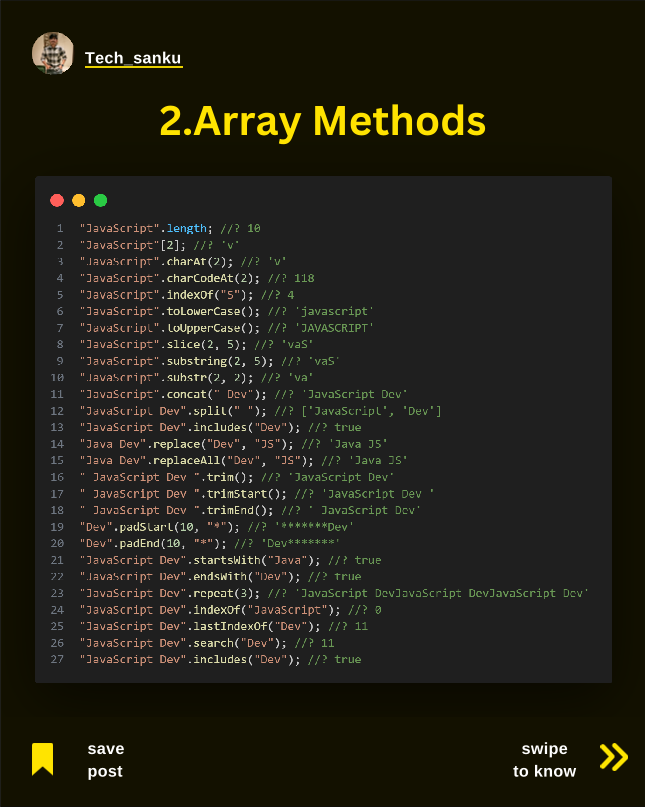 Tech_sanku
2.Array Methods
1 "JavaScript".length; //? 10
2 "JavaScript"[2]; //? 'v'
3 "JavaScript".charAt(2); //? 'v'
4 "JavaScript".charCodeAt(2); //? 118
5 "JavaScript".indexOf("S"); //? 4
6 "JavaScript".toLowerCase(); //? 'javascript'
7 "JavaScript".toUpperCase(); //? 'JAVASCRIPT'
8 "JavaScript".slice(2, 5); //? 'vaS'
9 "JavaScript".substring(2, 5); //? 'vaS'
10 "JavaScript".substr(2, 2); //? 'va'
11 "JavaScript".concat(" Dev"); //? 'JavaScript Dev'
12 "JavaScript Dev".split(" "); //? ['JavaScript', 'Dev']
13 "JavaScript Dev".includes("Dev"); //? true
14 "Java Dev".replace("Dev", "JS"); //? 'Java JS'
15 "Java Dev".replaceAll("Dev", "JS"); //? 'Java JS'
16 " JavaScript Dev ".trim(); //? 'JavaScript Dev'
17 " JavaScript Dev ".trimStart(); //? 'JavaScript Dev '
18 " JavaScript Dev ".trimEnd(); //? ' JavaScript Dev'
19 "Dev".padStart(10, "*"); //? '*******Dev'
20 "Dev".padEnd(10, "*"); //? 'Dev*******'
21 "JavaScript Dev".startsWith("Java"); //? true
22 "JavaScript Dev".endsWith("Dev"); //? true
23 "JavaScript Dev".repeat(3); //? 'JavaScript DevJavaScript DevJavaScript Dev'
24 "JavaScript Dev".indexOf("JavaScript"); //? 0
25 "JavaScript Dev".lastIndexOf("Dev"); //? 11
26 "JavaScript Dev".search("Dev"); //? 11
27 "JavaScript Dev".includes("Dev"); //? true
save
post
swipe
to know